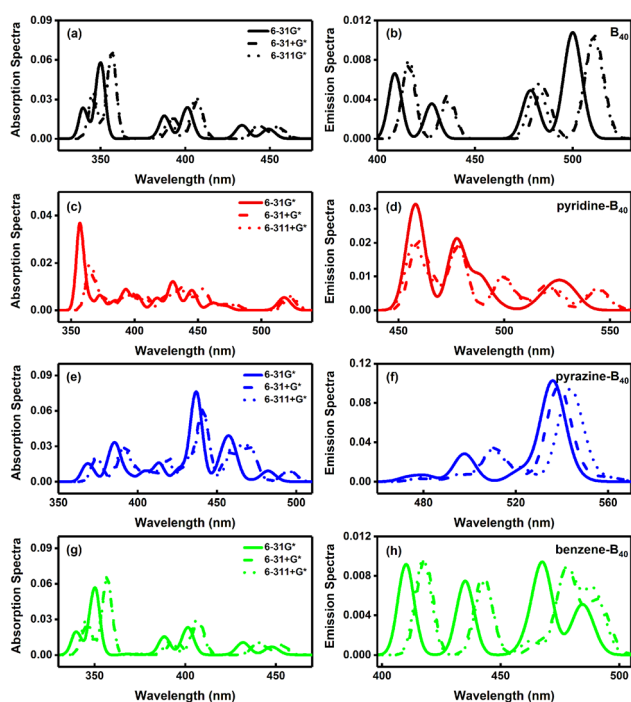 (a)
6-31G*
6-31+G*
6-311G*
Absorption Spectra
0.09
0.06
0.03
0.00
350
400
450
Wavelength (nm)
(b)
B40
Emission Spectra
0.012
0.008
0.004
0.000
400
450
500
Wavelength (nm)
(c)
6-31G*
6-31+G*
6-311+G*
Absorption Spectra
0.04
0.02
0.00
350
400
450
500
Wavelength (nm)
(d)
pyridine-B40
Emission Spectra
0.03
0.02
0.01
0.00
450
500
550
Wavelength (nm)
(e)
6-31G*
6-31+G*
6-311+G*
Absorption Spectra
0.09
0.06
0.03
0.00
350
400
450
500
Wavelength (nm)
(f)
pyrazine-B40
Emission Spectra
0.12
0.08
0.04
0.00
480
520
560
Wavelength (nm)
(g)
6-31G*
6-31+G*
6-311+G*
Absorption Spectra
0.09
0.06
0.03
0.00
350
400
450
Wavelength (nm)
(h)
benzene-B40
Emission Spectra
0.012
0.008
0.004
0.000
400
450
500
Wavelength (nm)